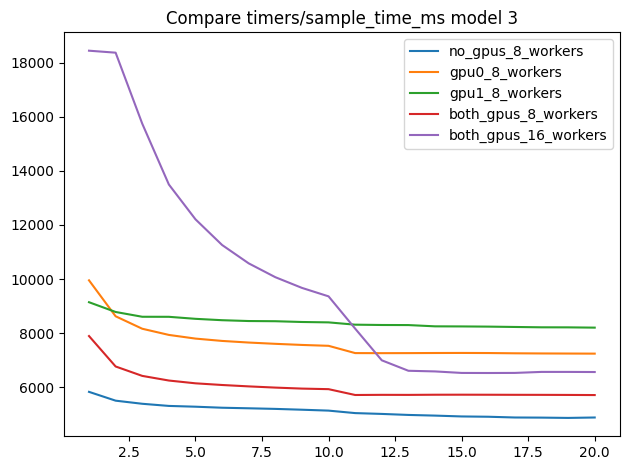 Compare timers/sample_time_ms model 3
no_gpus_8_workers
gpu0_8_workers
gpu1_8_workers
both_gpus_8_workers
both_gpus_16_workers
18000
16000
14000
12000
10000
8000
6000
2.5 5.0 7.5 10.0 12.5 15.0 17.5 20.0